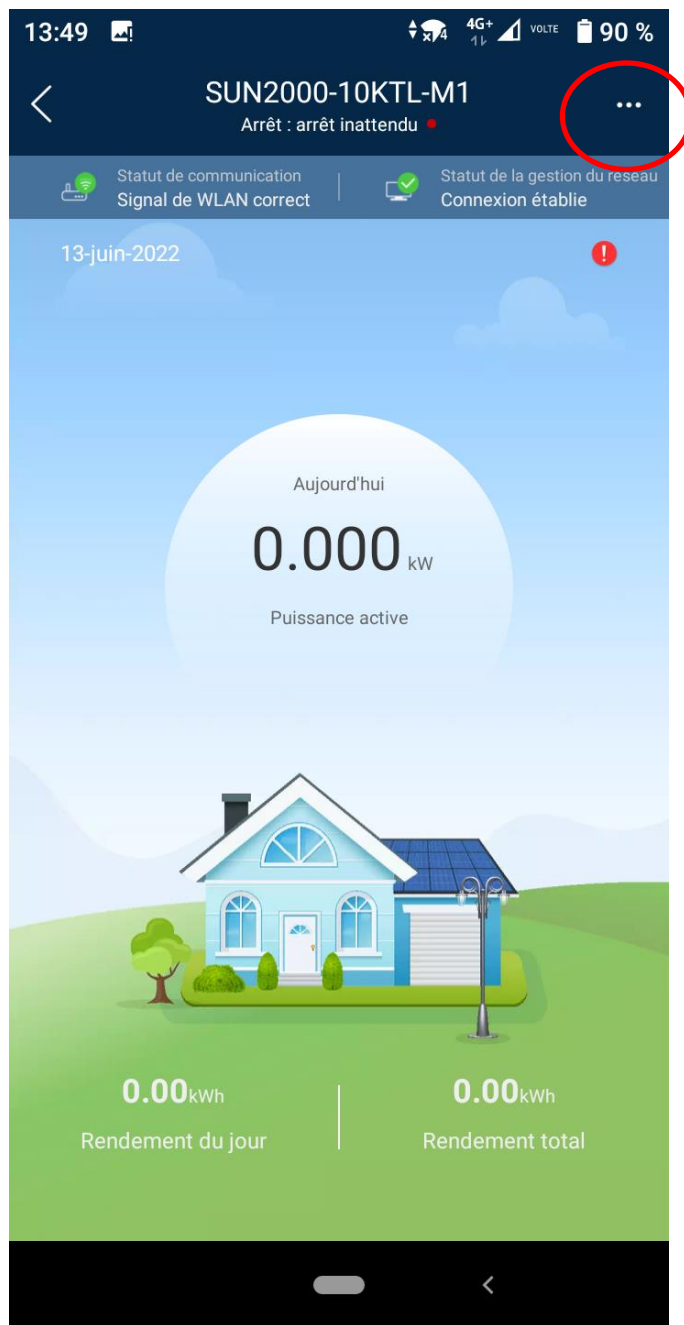 13:49 4G+ VOLTE 90 %
SUN2000-10KTL-M1
Arrêt : arrêt inattendu
Statut de communication
Signal de WLAN correct
Statut de la gestion du réseau
Connexion établie
13-juin-2022
Aujourd'hui
0.000 kW
Puissance active
0.00kWh
Rendement du jour
0.00kWh
Rendement total